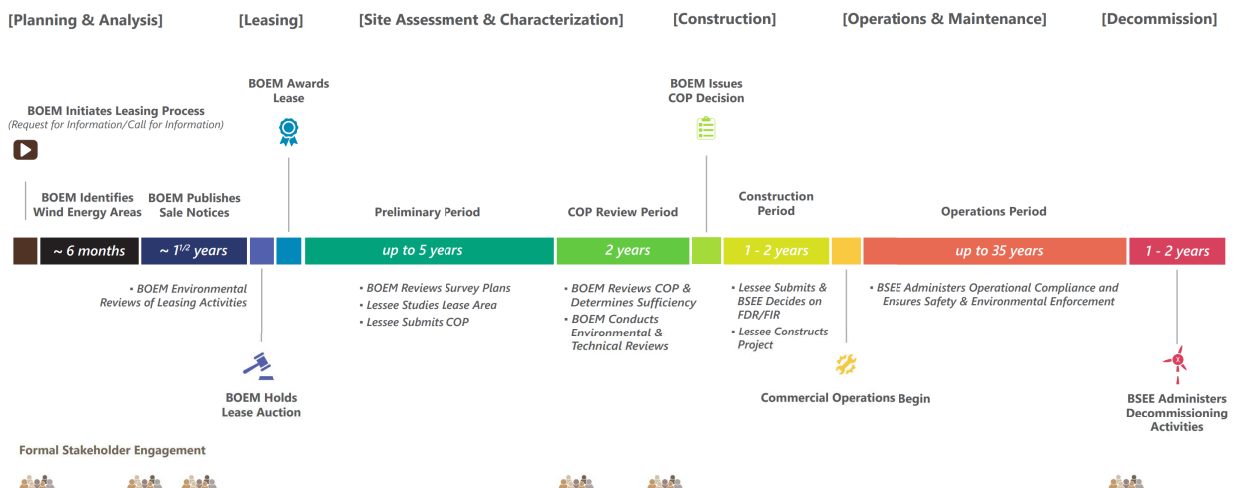 [Planning & Analysis]
[Leasing]
[Site Assessment & Characterization]
[Construction]
[Operations & Maintenance]
[Decommission]
BOEM Awards
Lease
BOEM Issues
COP Decision
BOEM Initiates Leasing Process
(Request for Information/Call for Information)
BOEM Identifies
Wind Energy Areas
BOEM Publishes
Sale Notices
Preliminary Period
COP Review Period
Construction
Period
Operations Period
~ 6 months
~ 1 1/2 years
up to 5 years
2 years
1 - 2 years
up to 35 years
1 - 2 years
• BOEM Environmental
Reviews of Leasing Activities
• BOEM Reviews Survey Plans
• Lessee Studies Lease Area
• Lessee Submits COP
• BOEM Reviews COP &
Determines Sufficiency
• BOEM Conducts
Environmental &
Technical Reviews
• Lessee Submits &
BSEE Decides on
FDR/FIR
• Lessee Constructs
Project
• BSEE Administers Operational Compliance and
Ensures Safety & Environmental Enforcement
BOEM Holds
Lease Auction
Commercial Operations Begin
X
BSEE Administers
Decommissioning
Activities
Formal Stakeholder Engagement